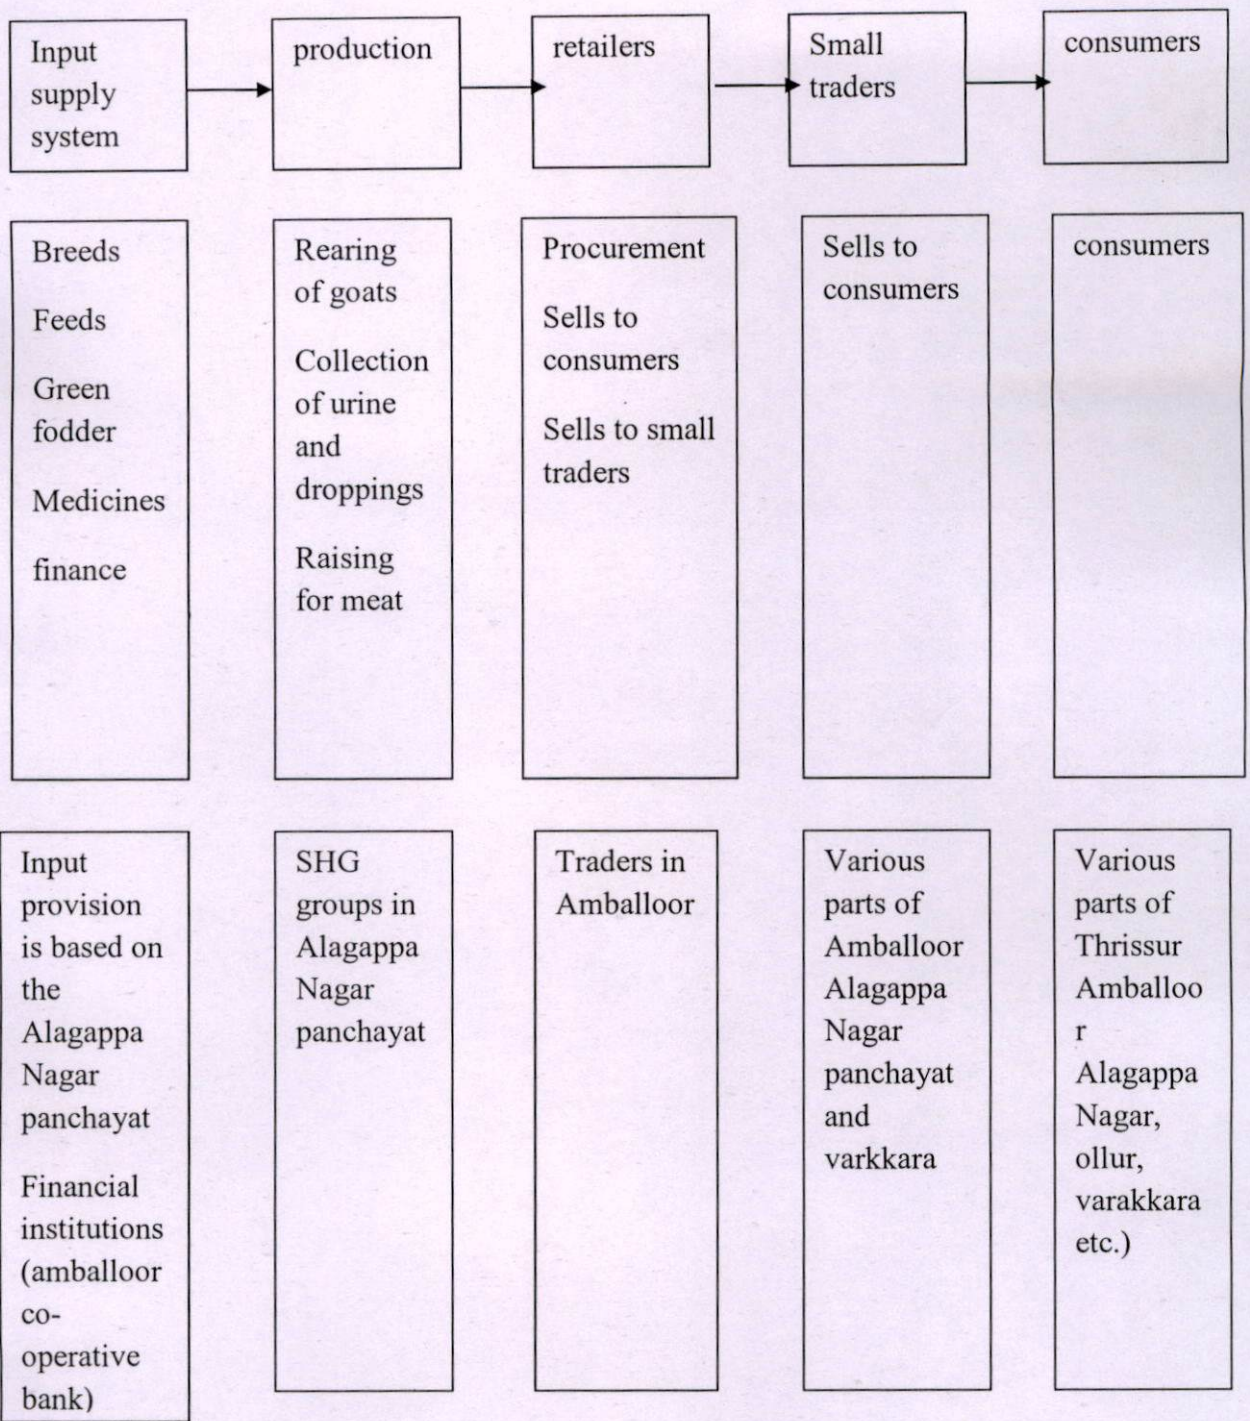 Input
supply
system
production
retailers
Small
traders
consumers
Breeds
Feeds
Green
fodder
Medicines
finance
Rearing
of goats
Collection
of urine
and
droppings
Raising
for meat
Procurement
Sells to
consumers
Sells to small
traders
Sells to
consumers
consumers
Input
provision
is based on
the
Alagappa
Nagar
panchayat
Financial
institutions
(amballoor
co-
operative
bank)
SHG
groups in
Alagappa
Nagar
panchayat
Traders in
Amballoor
Various
parts of
Amballoor
Alagappa
Nagar
panchayat
and
varkkara
Various
parts of
Thrissur
Amballoo
r
Alagappa
Nagar,
ollur,
varakkara
etc.)